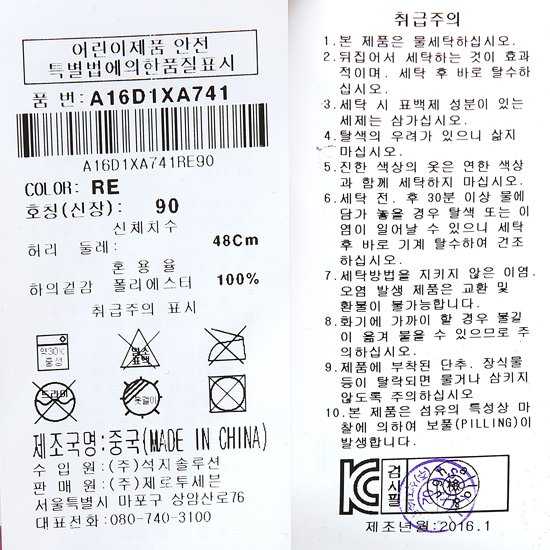 어린이제품 안전
특별법에의한품질표시
품 번: A16D1XA741
A16D1XA741RE90
COLOR: RE
호칭(신장): 90
신체치수
허리 둘레: 48Cm
혼용율
하의겉감 폴리에스터 100%
취급주의 표시
약30℃
중성
염소
표백
드라이
옷걸이
제조국명:중국(MADE IN CHINA)
수 입 원:(주)석지솔루션
판 매 원:(주)제로투세븐
서울특별시 마포구 상암산로76
대표전화:080-740-3100
취급주의
1.본 제품은 물세탁하십시오.
2.뒤집어서 세탁하는 것이 효과
적이며. 세탁 후 바로 탈수하
십시오.
3.세탁 시 표백제 성분이 있는
세제는 삼가십시오.
4.탈색의 우려가 있으니 삶지
마십시오.
5.진한 색상의 옷은 연한 색상
과 함께 세탁하지 마십시오.
6.세탁 전. 후 30분 이상 물에
담가 놓을 경우 탈색 또는 이
염이 일어날 수 있으니 세탁
후 바로 기계 탈수하여 건조
하십시오.
7.세탁방법을 지키지 않은 이염.
오염 발생 제품은 교환 및
환불이 불가능합니다.
8.화기에 가까이 할 경우 불길
이 옮겨 붙을 수 있으므로 주
의하십시오.
9.제품에 부착된 단추. 장식물
등이 탈락되면 물거나 삼키지
않도록 주의하십시오
10.본 제품은 섬유의 특성상 마
찰에 의하여 보풀(PILLING)이
발생합니다.
KC 검사필
제조년월:2016.1